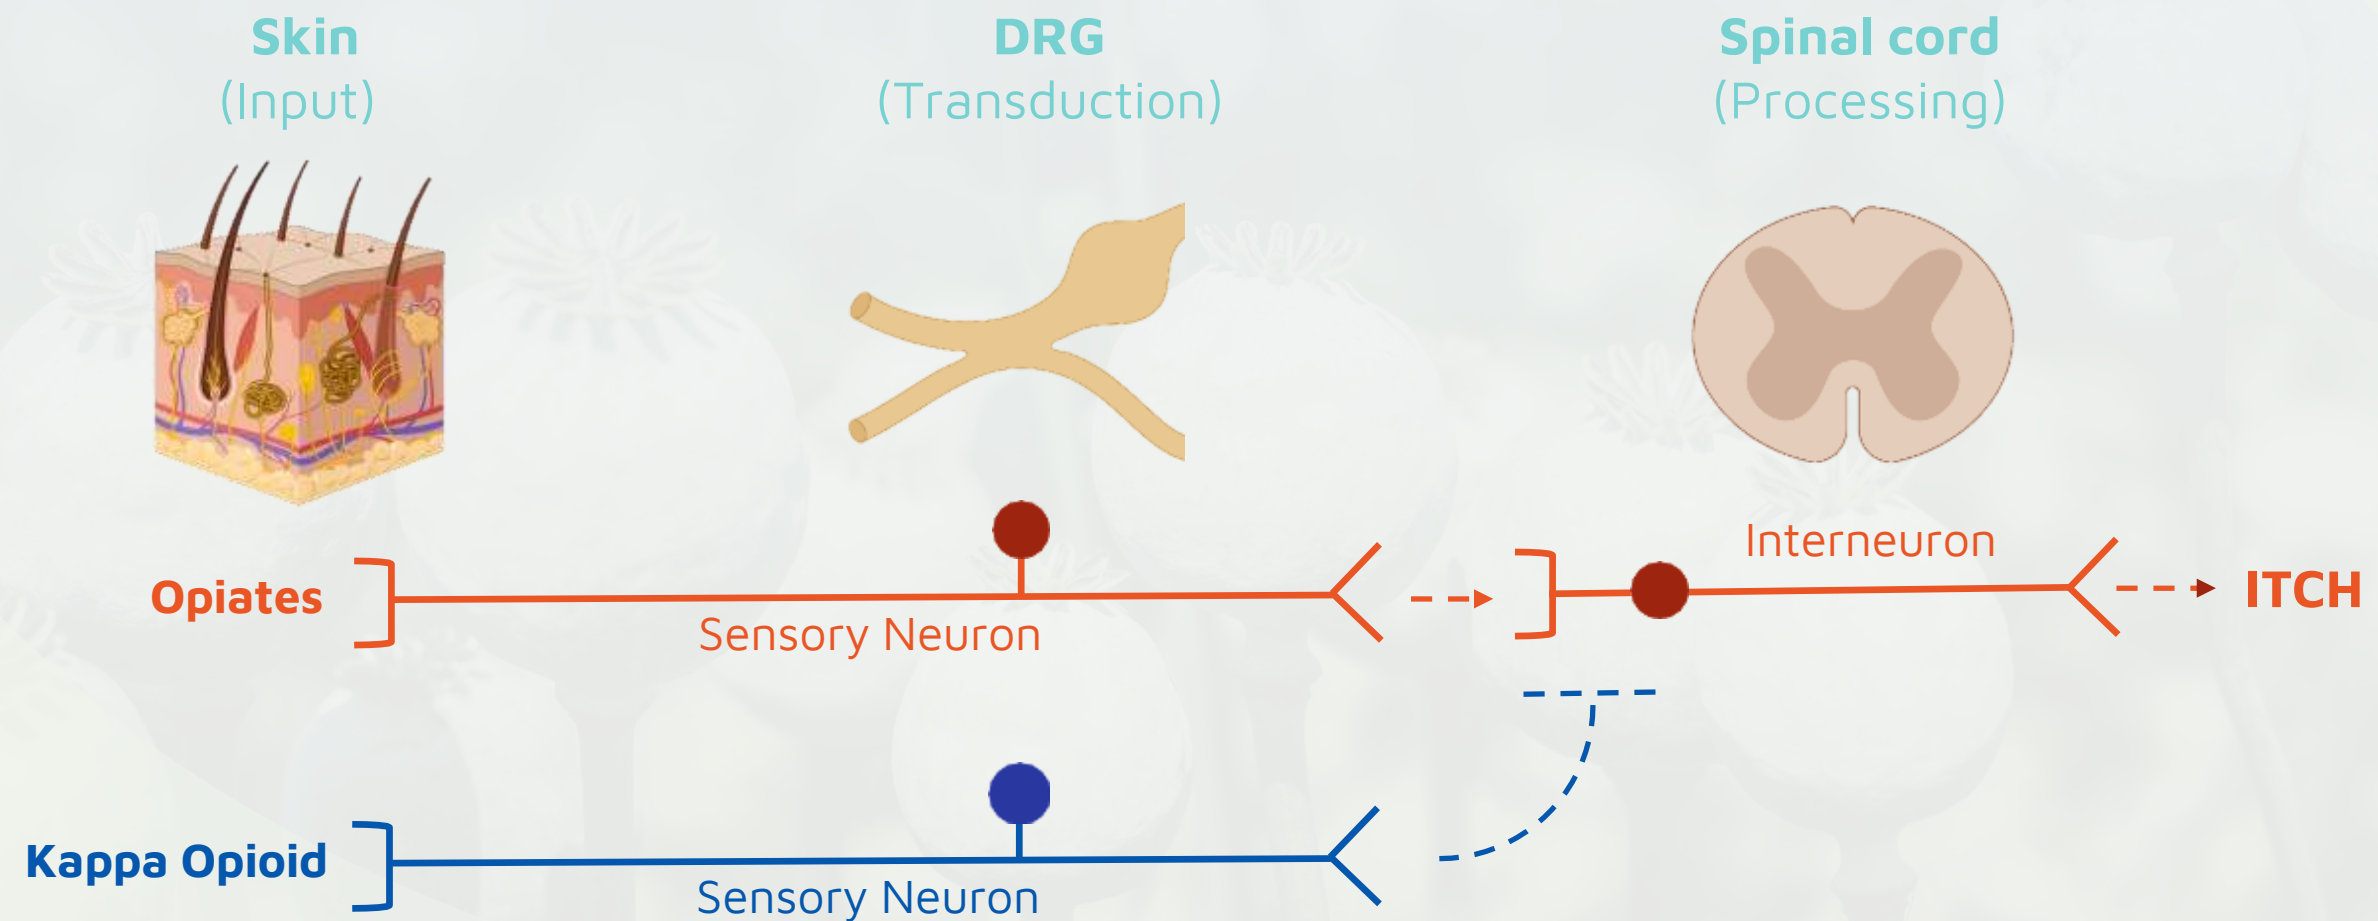 Skin
(Input)
DRG
(Transduction)
Spinal cord
(Processing)
Opiates
Sensory Neuron
Interneuron
ITCH
Kappa Opioid
Sensory Neuron